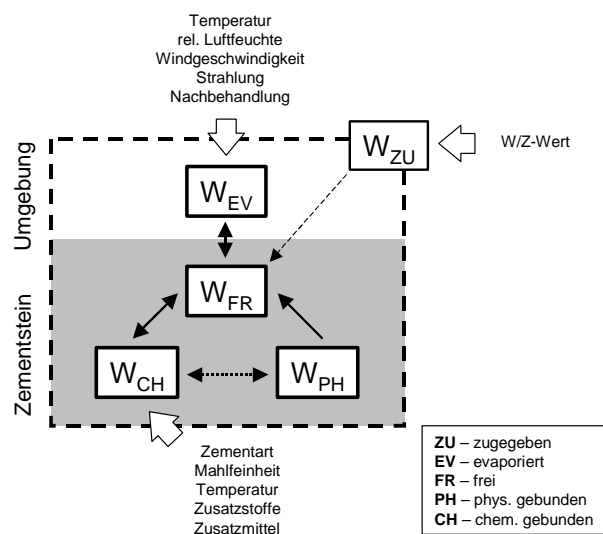 Temperatur
rel. Luftfeuchte
Windgeschwindigkeit
Strahlung
Nachbehandlung
W_ZU
W/Z-Wert
Umgebung
W_EV
Zementstein
W_FR
W_CH
W_PH
Zementart
Mahlfeinheit
Temperatur
Zusatzstoffe
Zusatzmittel
ZU – zugegeben
EV – evaporiert
FR – frei
PH – phys. gebunden
CH – chem. gebunden